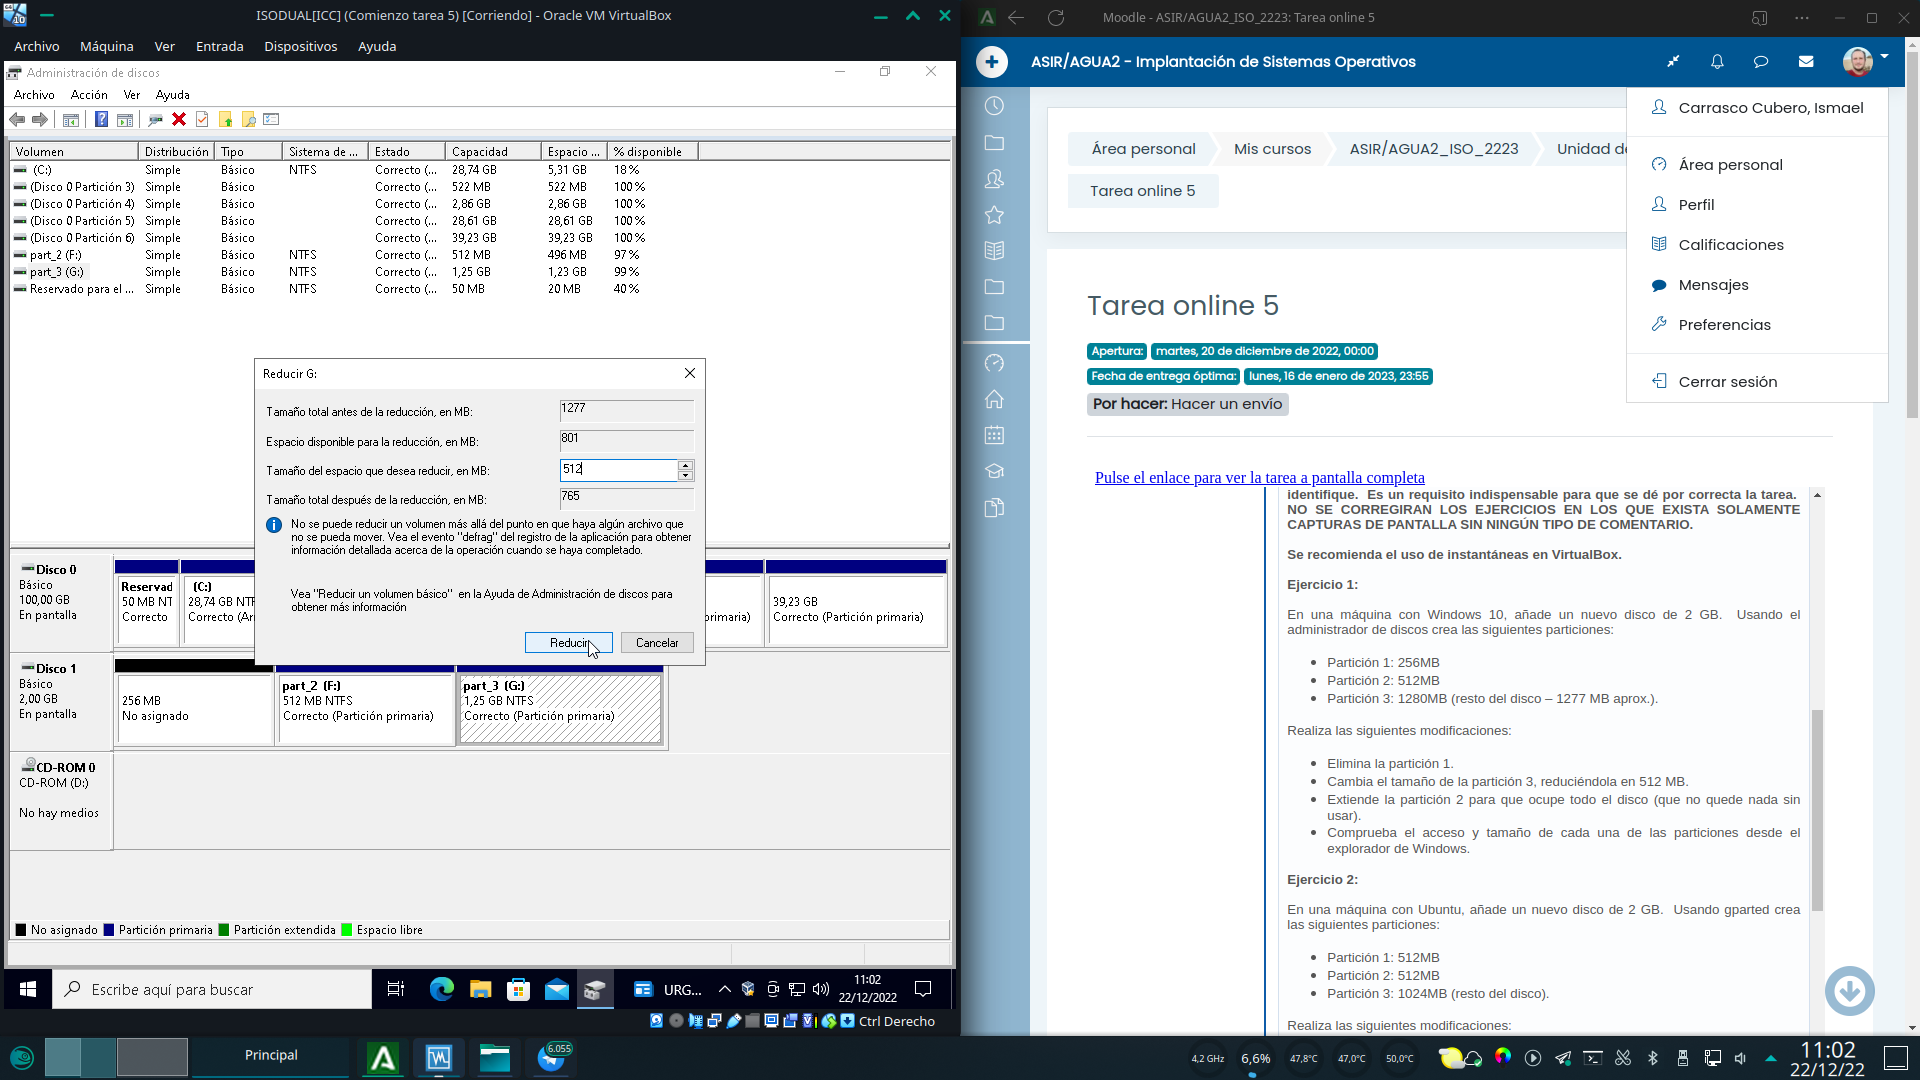 ISODUAL[ICC] (Comienzo tarea 5) [Corriendo] - Oracle VM VirtualBox
Archivo Máquina Ver Entrada Dispositivos Ayuda
Administración de discos
Archivo Acción Ver Ayuda
Volumen Distribución Tipo Sistema de ... Estado Capacidad Espacio ... % disponible
(C:) Simple Básico NTFS Correcto (... 28,74 GB 5,31 GB 18 %
(Disco 0 Partición 3) Simple Básico Correcto (... 522 MB 522 MB 100 %
(Disco 0 Partición 4) Simple Básico Correcto (... 2,86 GB 2,86 GB 100 %
(Disco 0 Partición 5) Simple Básico Correcto (... 28,61 GB 28,61 GB 100 %
(Disco 0 Partición 6) Simple Básico Correcto (... 39,23 GB 39,23 GB 100 %
part_2 (F:) Simple Básico NTFS Correcto (... 512 MB 496 MB 97 %
part_3 (G:) Simple Básico NTFS Correcto (... 1,25 GB 1,23 GB 99 %
Reservado para el ... Simple Básico NTFS Correcto (... 50 MB 20 MB 40 %
Reducir G:
Tamaño total antes de la reducción, en MB: 1277
Espacio disponible para la reducción, en MB: 801
Tamaño del espacio que desea reducir, en MB: 512
Tamaño total después de la reducción, en MB: 765
No se puede reducir un volumen más allá del punto en que haya algún archivo que
no se pueda mover. Vea el evento "defrag" del registro de la aplicación para obtener
información detallada acerca de la operación cuando se haya completado.
Vea "Reducir un volumen básico" en la Ayuda de Administración de discos para
obtener más información
Reducir Cancelar
Disco 0
Básico
100,00 GB
En pantalla
Reservad
50 MB NT
Correcto
(C:)
28,74 GB NTF
Correcto (Ar
rimaria)
39,23 GB
Correcto (Partición primaria)
Disco 1
Básico
2,00 GB
En pantalla
256 MB
No asignado
part_2 (F:)
512 MB NTFS
Correcto (Partición primaria)
part_3 (G:)
1,25 GB NTFS
Correcto (Partición primaria)
CD-ROM 0
CD-ROM (D:)
No hay medios
No asignado Partición primaria Partición extendida Espacio libre
Escribe aquí para buscar
URG...
11:02
22/12/2022
Ctrl Derecho
Moodle - ASIR/AGUA2_ISO_2223: Tarea online 5
ASIR/AGUA2 - Implantación de Sistemas Operativos
Carrasco Cubero, Ismael
Área personal
Perfil
Calificaciones
Mensajes
Preferencias
Cerrar sesión
Área personal Mis cursos ASIR/AGUA2_ISO_2223 Unidad de
Tarea online 5
Tarea online 5
Apertura: martes, 20 de diciembre de 2022, 00:00
Fecha de entrega óptima: lunes, 16 de enero de 2023, 23:55
Por hacer: Hacer un envío
Pulse el enlace para ver la tarea a pantalla completa
identifique. Es un requisito indispensable para que se dé por correcta la tarea.
NO SE CORREGIRAN LOS EJERCICIOS EN LOS QUE EXISTA SOLAMENTE
CAPTURAS DE PANTALLA SIN NINGÚN TIPO DE COMENTARIO.
Se recomienda el uso de instantáneas en VirtualBox.
Ejercicio 1:
En una máquina con Windows 10, añade un nuevo disco de 2 GB. Usando el
administrador de discos crea las siguientes particiones:
Partición 1: 256MB
Partición 2: 512MB
Partición 3: 1280MB (resto del disco – 1277 MB aprox.).
Realiza las siguientes modificaciones:
Elimina la partición 1.
Cambia el tamaño de la partición 3, reduciéndola en 512 MB.
Extiende la partición 2 para que ocupe todo el disco (que no quede nada sin
usar).
Comprueba el acceso y tamaño de cada una de las particiones desde el
explorador de Windows.
Ejercicio 2:
En una máquina con Ubuntu, añade un nuevo disco de 2 GB. Usando gparted crea
las siguientes particiones:
Partición 1: 512MB
Partición 2: 512MB
Partición 3: 1024MB (resto del disco).
Realiza las siguientes modificaciones:
Principal
6.055
4,2 GHz 6,6% 47,8°C 47,0°C 50,0°C
11:02
22/12/22